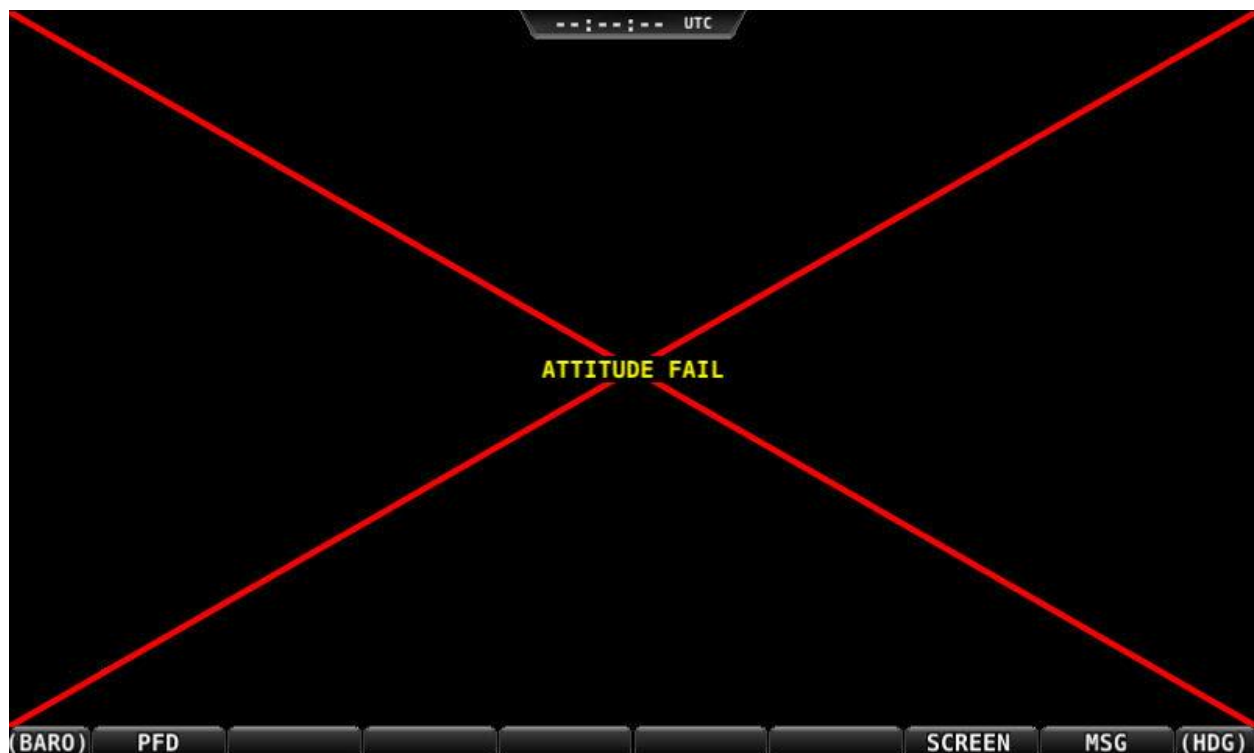 --:--:-- UTC
ATTITUDE FAIL
(BARO) PFD SCREEN MSG (HDG)